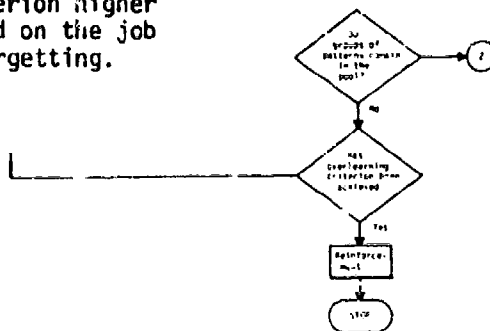 higher
d on the job
rgetting.
Do
groups of
patterns remain
in the
pool?
2
No
Has
overlearning
criterion been
achieved
Yes
Reinforce-
ment
STOP